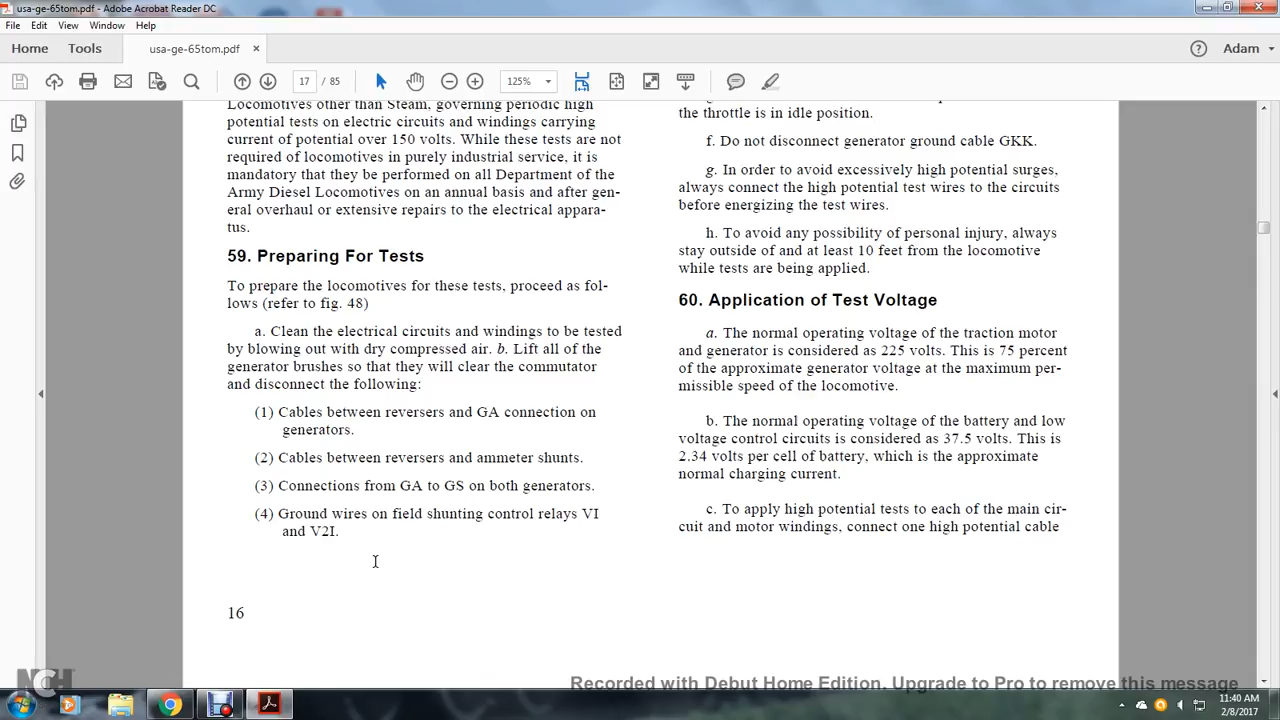 usa-ge-65tom.pdf - Adobe Acrobat Reader DC
File Edit View Window Help
Home Tools usa-ge-65tom.pdf × Adam
17 / 85 125%
Locomotives other than Steam, governing periodic high
potential tests on electric circuits and windings carrying
current of potential over 150 volts. While these tests are not
required of locomotives in purely industrial service, it is
mandatory that they be performed on all Department of the
Army Diesel Locomotives on an annual basis and after gen-
eral overhaul or extensive repairs to the electrical appara-
tus.
59. Preparing For Tests
To prepare the locomotives for these tests, proceed as fol-
lows (refer to fig. 48)
a. Clean the electrical circuits and windings to be tested
by blowing out with dry compressed air. b. Lift all of the
generator brushes so that they will clear the commutator
and disconnect the following:
(1) Cables between reversers and GA connection on
generators.
(2) Cables between reversers and ammeter shunts.
(3) Connections from GA to GS on both generators.
(4) Ground wires on field shunting control relays VI
and V2I.
16
the throttle is in idle position.
f. Do not disconnect generator ground cable GKK.
g. In order to avoid excessively high potential surges,
always connect the high potential test wires to the circuits
before energizing the test wires.
h. To avoid any possibility of personal injury, always
stay outside of and at least 10 feet from the locomotive
while tests are being applied.
60. Application of Test Voltage
a. The normal operating voltage of the traction motor
and generator is considered as 225 volts. This is 75 percent
of the approximate generator voltage at the maximum per-
missible speed of the locomotive.
b. The normal operating voltage of the battery and low
voltage control circuits is considered as 37.5 volts. This is
2.34 volts per cell of battery, which is the approximate
normal charging current.
c. To apply high potential tests to each of the main cir-
cuit and motor windings, connect one high potential cable
NCH
Recorded with Debut Home Edition. Upgrade to Pro to remove this message
11:40 AM
2/8/2017